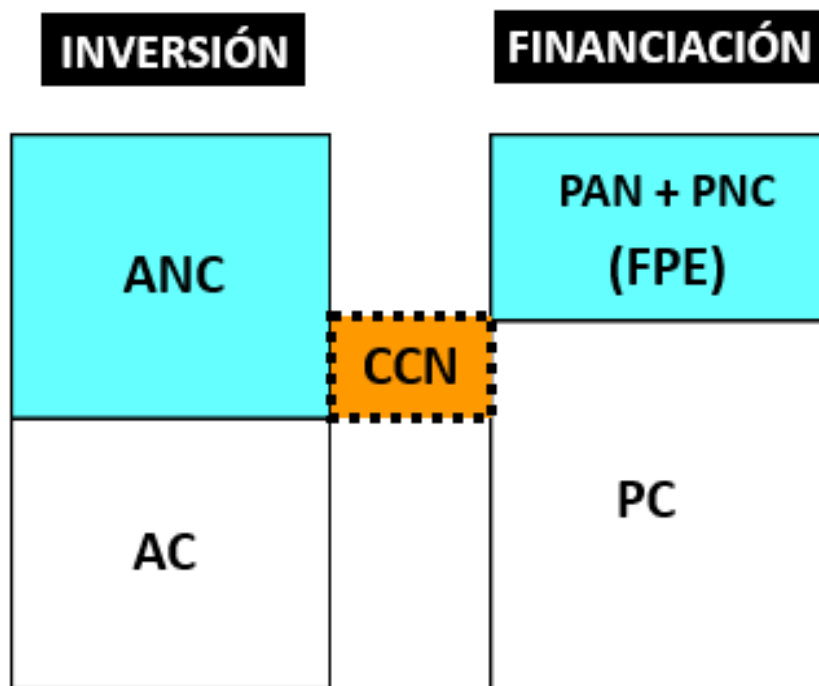 INVERSIÓN
FINANCIACIÓN
ANC
PAN + PNC
(FPE)
CCN
AC
PC